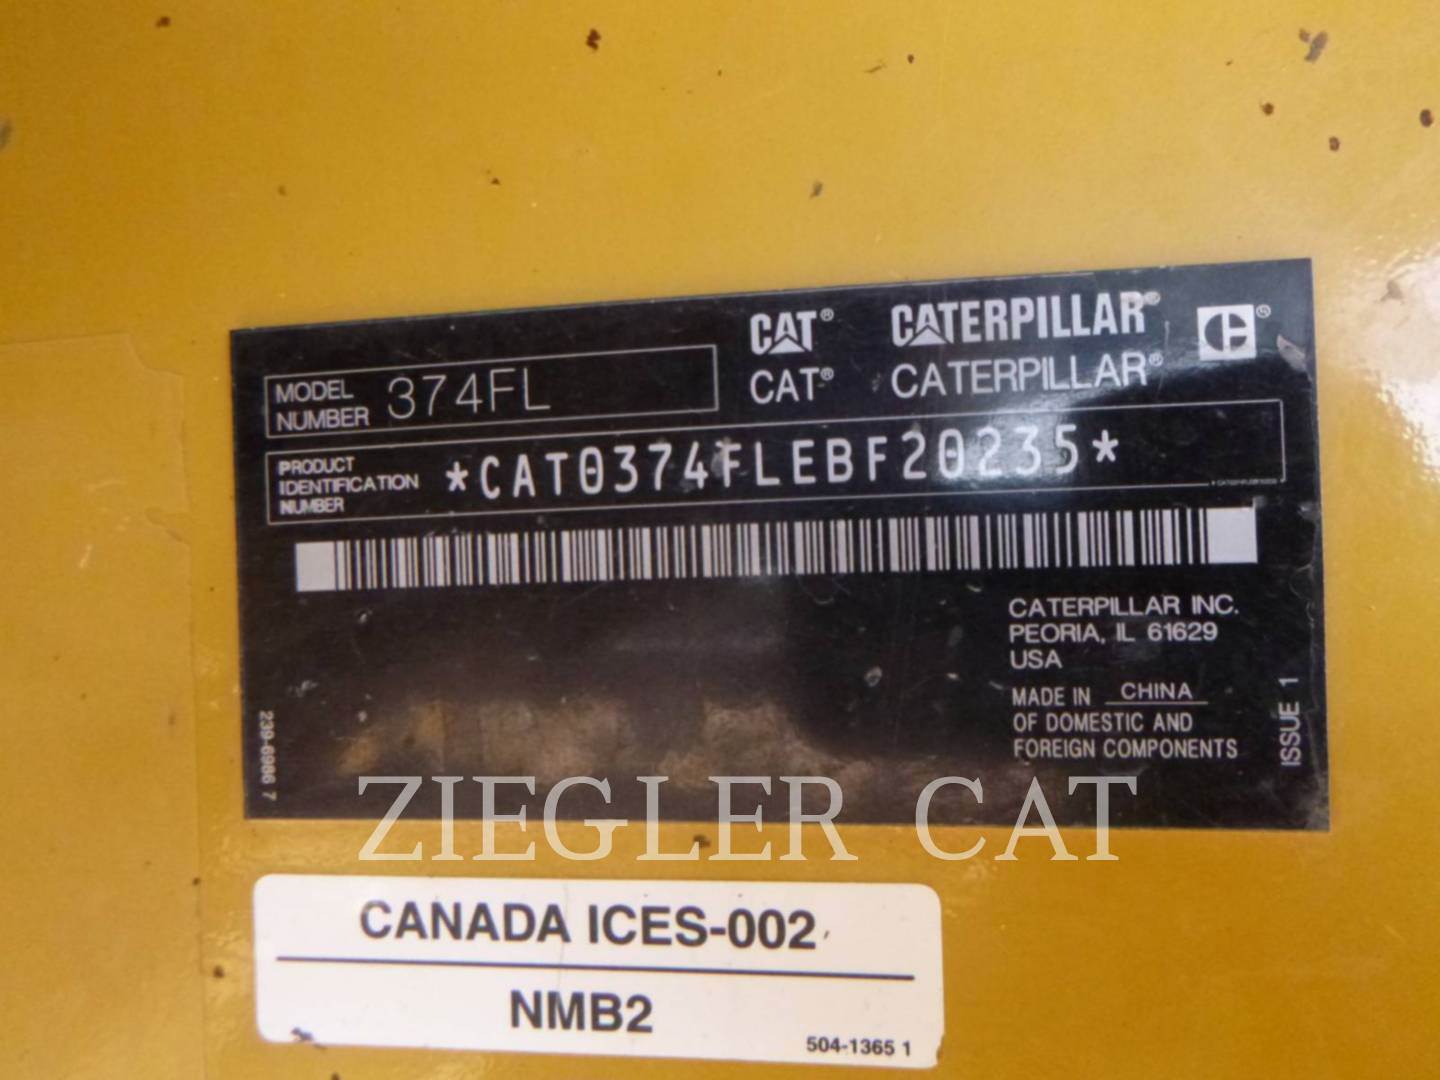 CAT® CATERPILLAR®
CAT® CATERPILLAR®
MODEL
NUMBER 374FL
PRODUCT
IDENTIFICATION
NUMBER
*CAT0374FLEBF20235*
CATERPILLAR INC.
PEORIA, IL 61629
USA
MADE IN CHINA
OF DOMESTIC AND
FOREIGN COMPONENTS
ISSUE 1
239-6986 7
ZIEGLER CAT
CANADA ICES-002
NMB2
504-1365 1